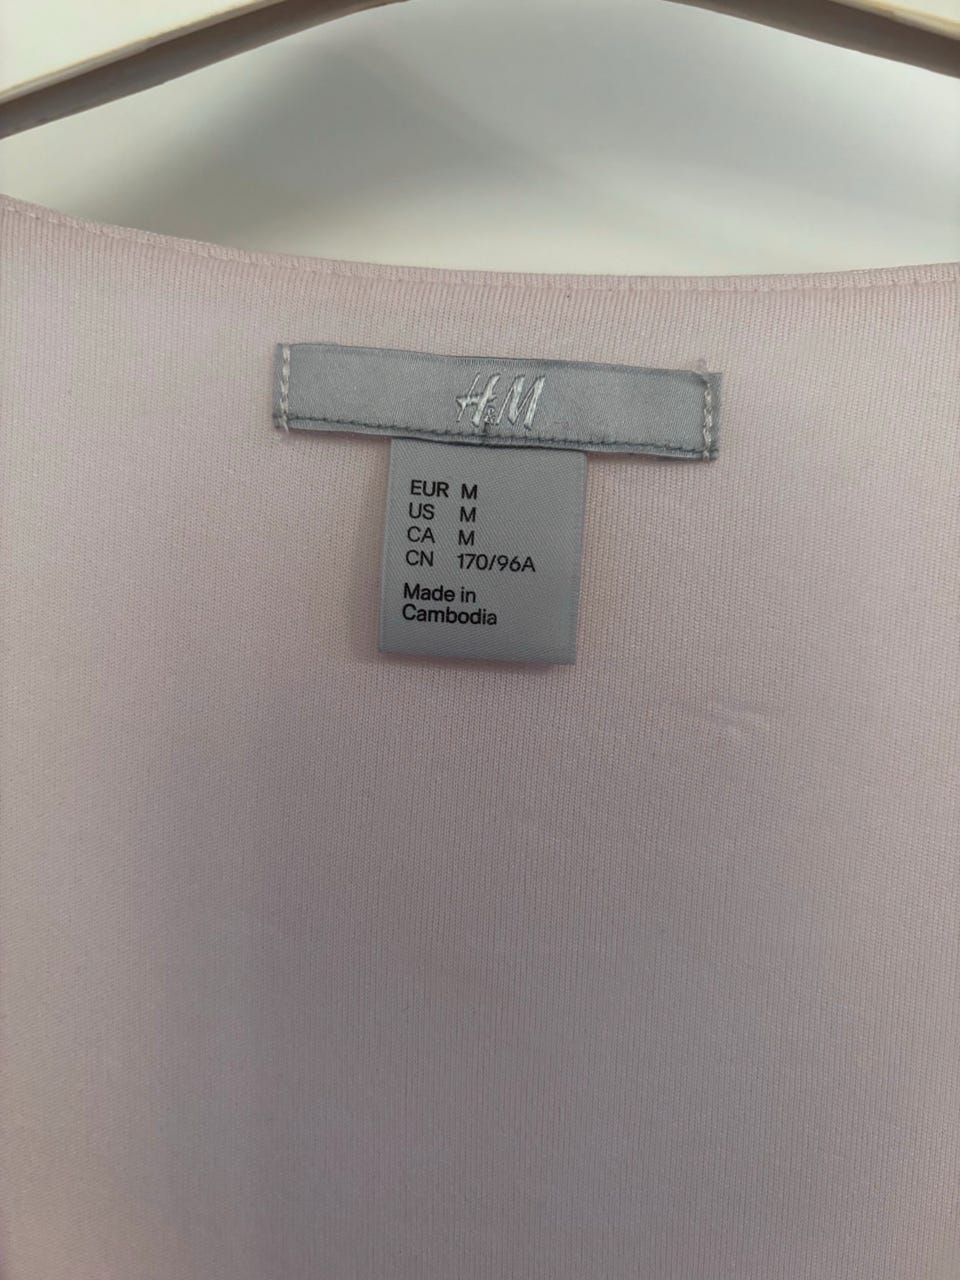 H&M
EUR M
US M
CA M
CN 170/96A
Made in
Cambodia